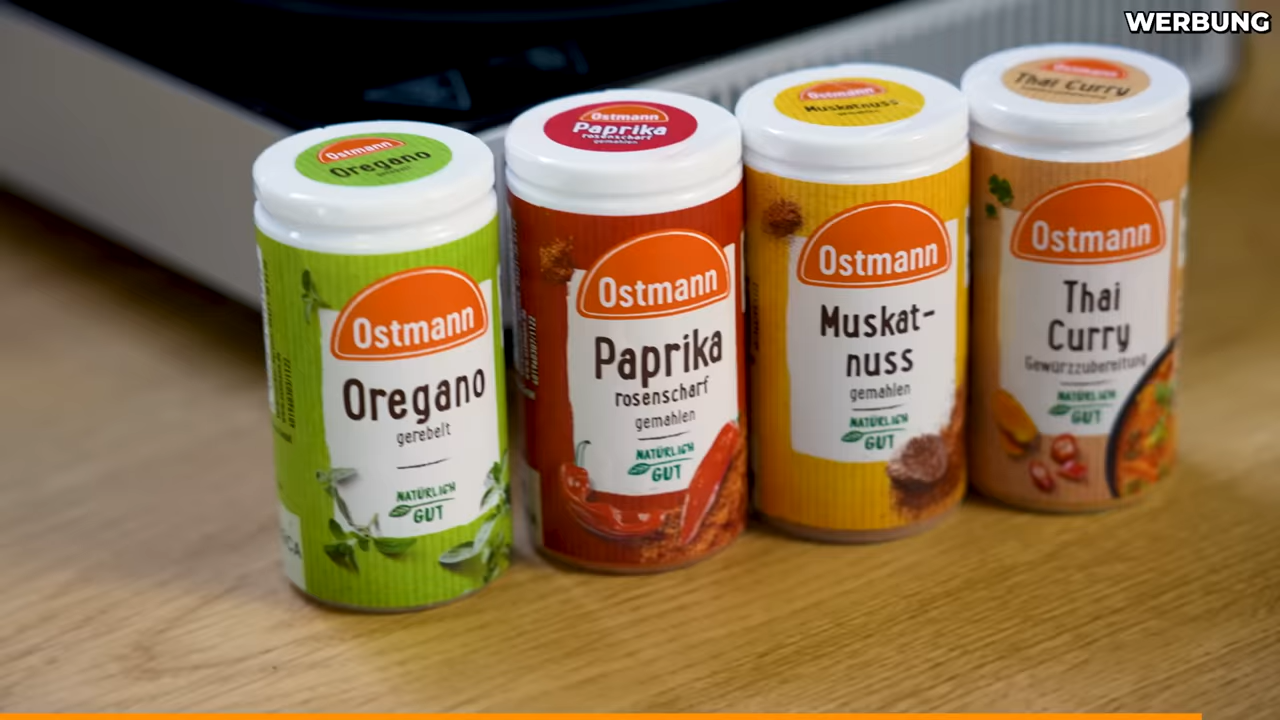 WERBUNG
Ostmann
Oregano
Ostmann
Paprika
rosenscharf
gemahlen
Ostmann
Muskatnuss
Ostmann
Thai Curry
Ostmann
Oregano
gerebelt
NATÜRLICH
GUT
Ostmann
Paprika
rosenscharf
gemahlen
NATÜRLICH
GUT
Ostmann
Muskat-
nuss
gemahlen
NATÜRLICH
GUT
Ostmann
Thai
Curry
Gewürzzubereitung
NATÜRLICH
GUT